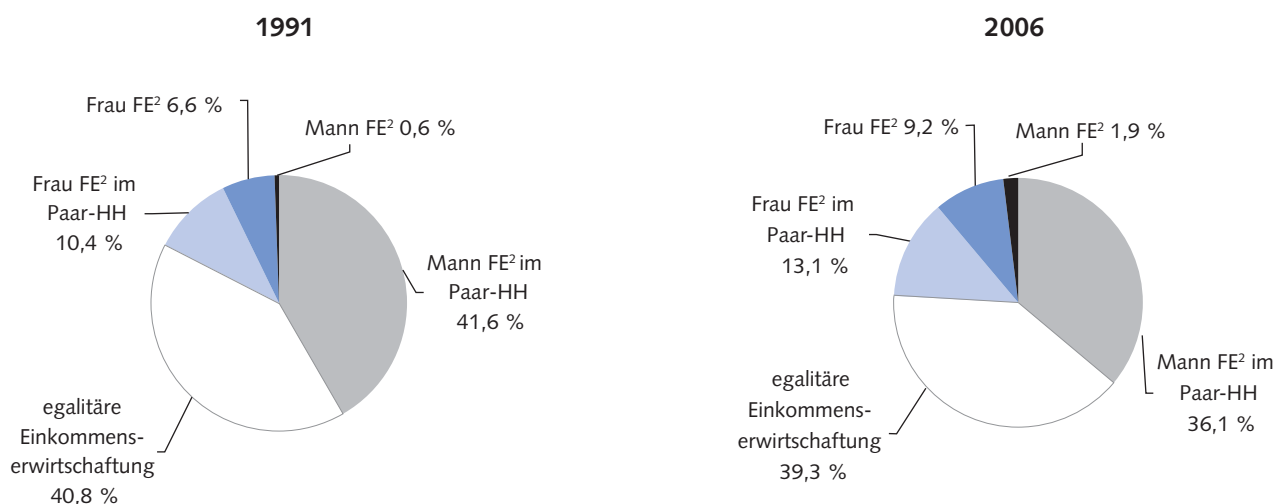 1991
Frau FE² 6,6 %
Mann FE² 0,6 %
Frau FE² im
Paar-HH
10,4 %
Mann FE² im
Paar-HH
41,6 %
egalitäre
Einkommens-
erwirtschaftung
40,8 %
2006
Frau FE² 9,2 %
Mann FE² 1,9 %
Frau FE² im
Paar-HH
13,1 %
Mann FE² im
Paar-HH
36,1 %
egalitäre
Einkommens-
erwirtschaftung
39,3 %